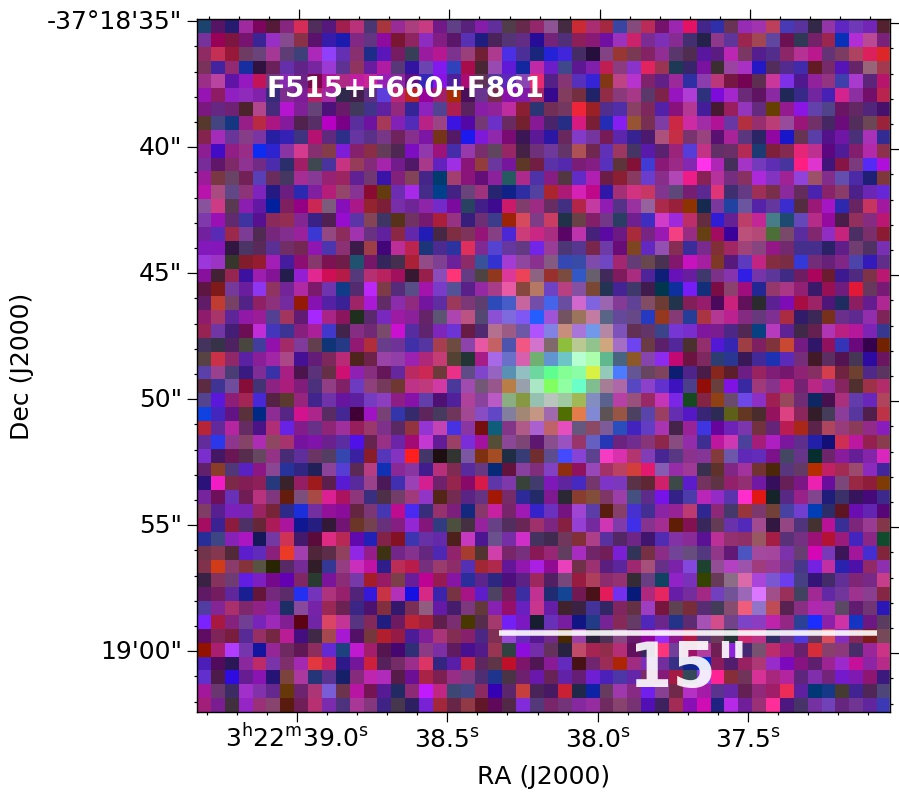 -37°18'35"
F515+F660+F861
40"
45"
50"
55"
19'00"
Dec (J2000)
15"
3ʰ22ᵐ39.0ˢ 38.5ˢ 38.0ˢ 37.5ˢ
RA (J2000)